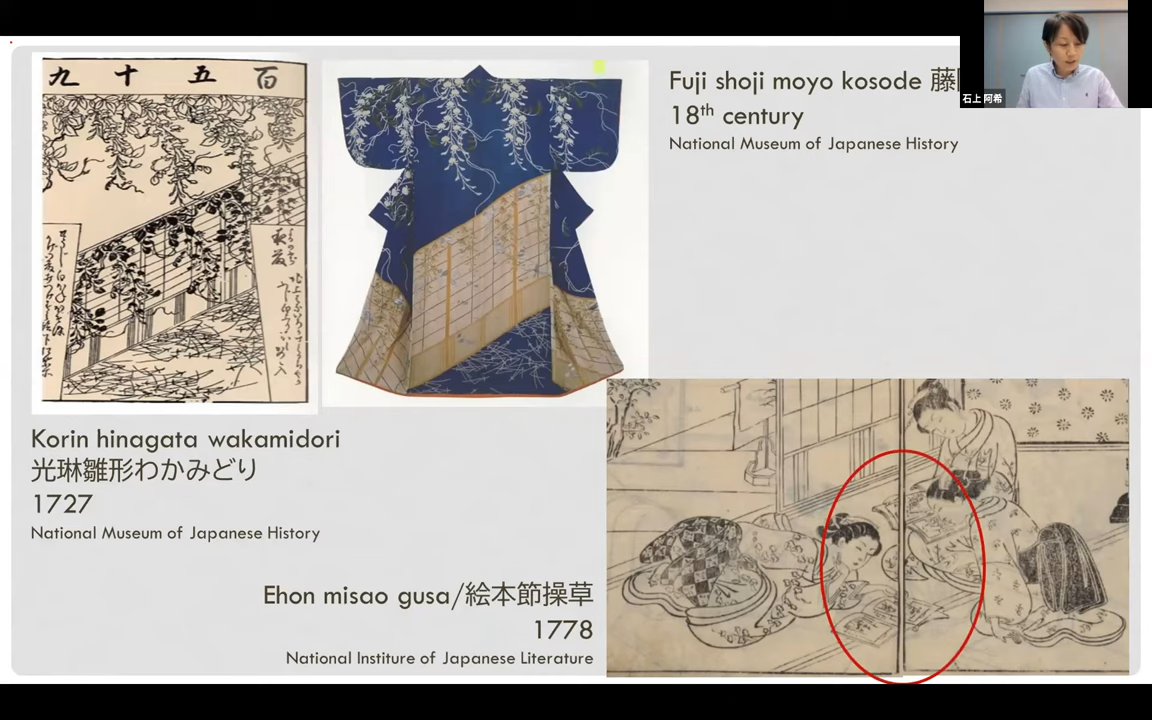 九 十 五 百
Fuji shoji moyo kosode 藤
18th century
National Museum of Japanese History
石上 阿希
Korin hinagata wakamidori
光琳雛形わかみどり
1727
National Museum of Japanese History
Ehon misao gusa/絵本節操草
1778
National Institure of Japanese Literature